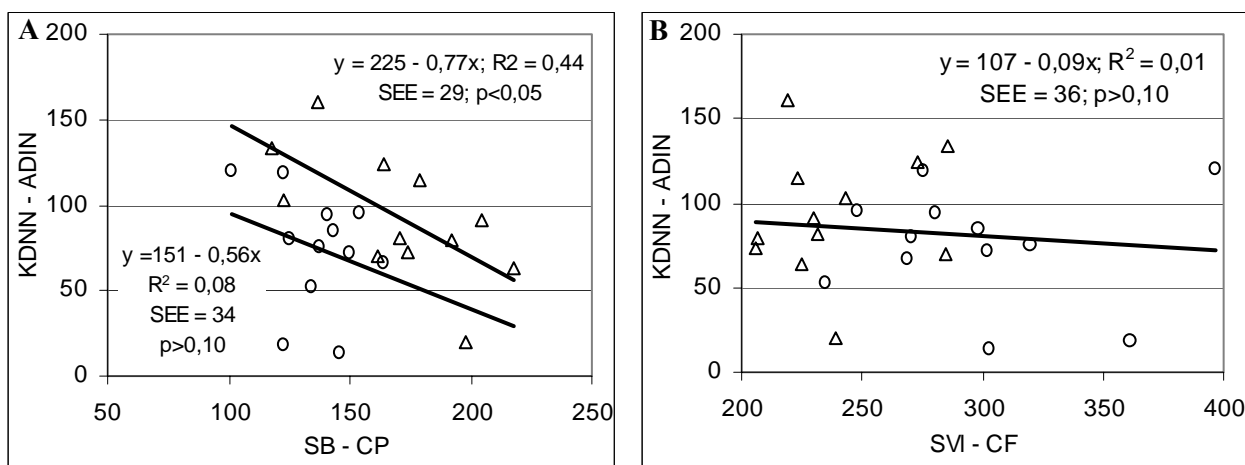 A
y = 225 - 0,77x; R2 = 0,44
SEE = 29; p<0,05
y =151 - 0,56x
R² = 0,08
SEE = 34
p>0,10
KDNN - ADIN
200
150
100
50
0
50 100 150 200 250
SB - CP
B
y = 107 - 0,09x; R² = 0,01
SEE = 36; p>0,10
KDNN - ADIN
200
150
100
50
0
200 250 300 350 400
SVI - CF